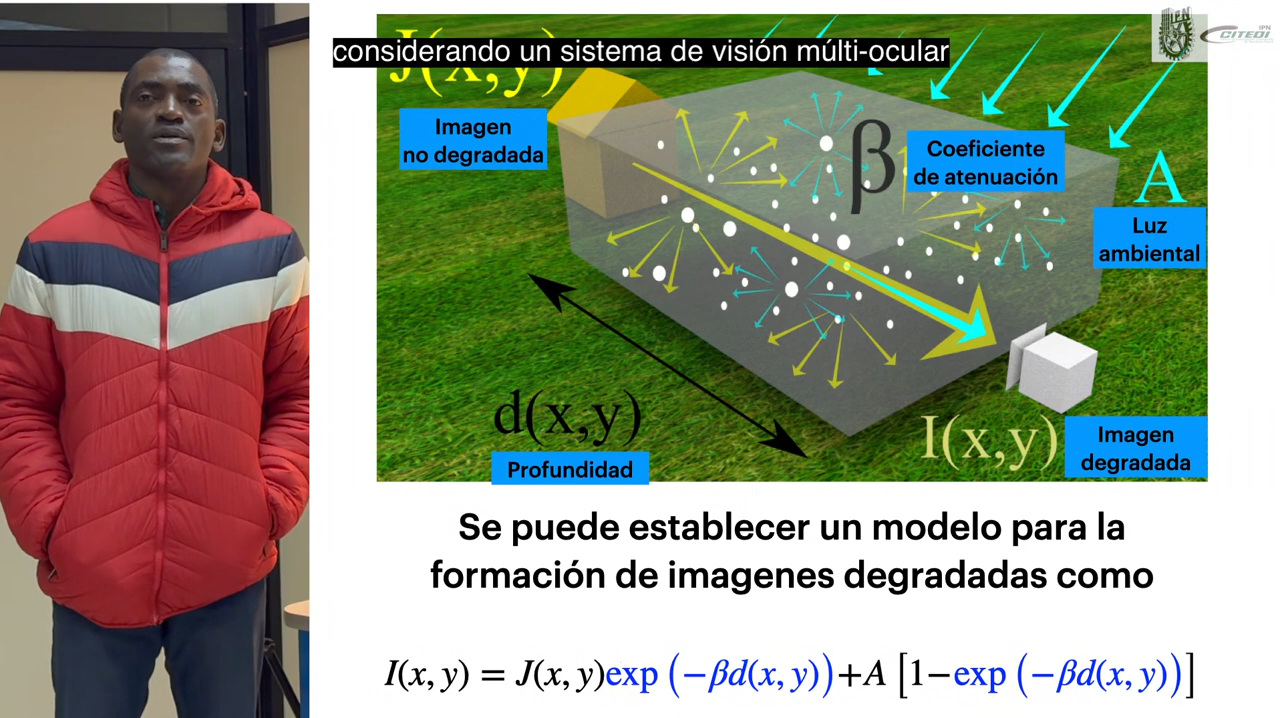 considerando un sistema de visión múlti-ocular
J(x,y)
Imagen
no degradada
β
Coeficiente
de atenuación
A
Luz
ambiental
IPN
CITEDI
d(x,y)
Profundidad
I(x,y)
Imagen
degradada
Se puede establecer un modelo para la
formación de imagenes degradadas como
I(x, y) = J(x, y)exp (−βd(x, y))+A [1−exp (−βd(x, y))]